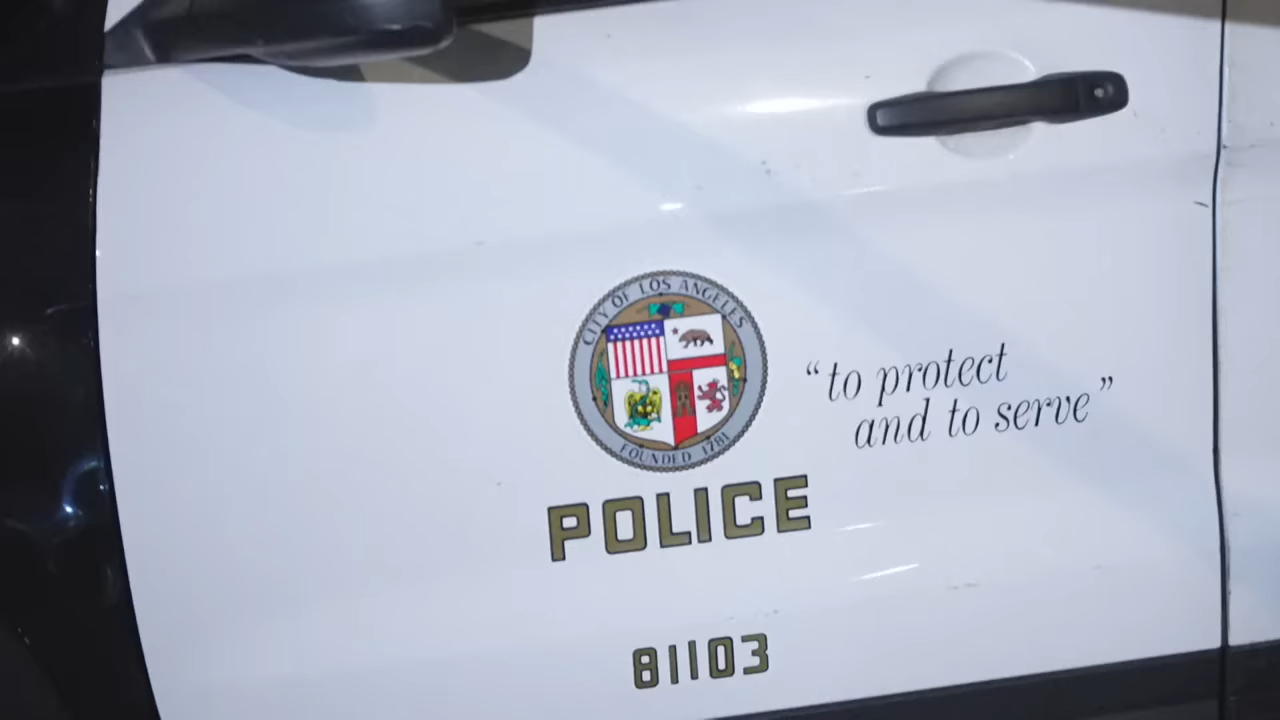 CITY OF LOS ANGELES
FOUNDED 1781
“to protect
and to serve”
POLICE
81103